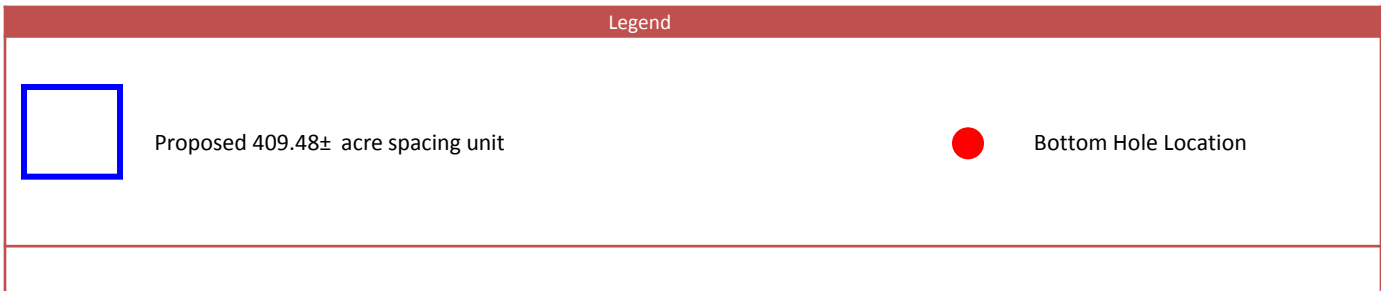 Legend
Proposed 409.48± acre spacing unit
Bottom Hole Location